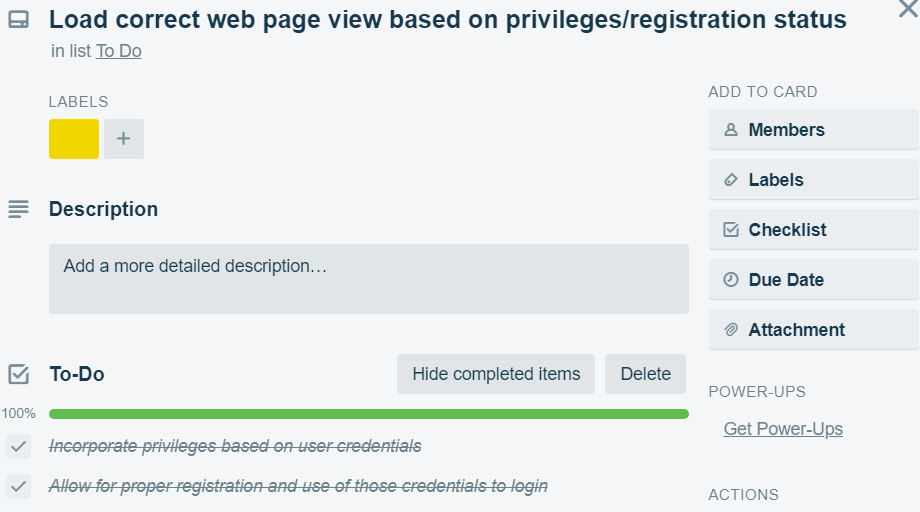 Load correct web page view based on privileges/registration status
in list To Do
LABELS
+
Description
Add a more detailed description…
To-Do
Hide completed items
Delete
100%
Incorporate privileges based on user credentials
Allow for proper registration and use of those credentials to login
ADD TO CARD
Members
Labels
Checklist
Due Date
Attachment
POWER-UPS
Get Power-Ups
ACTIONS